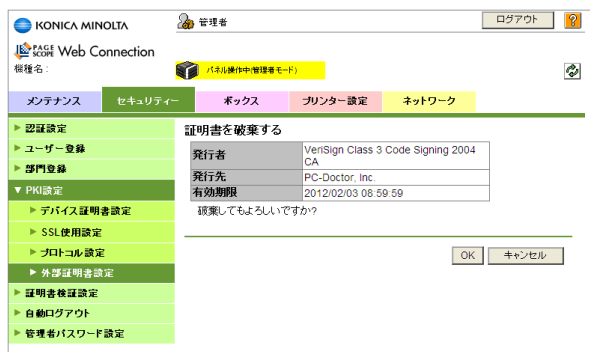 KONICA MINOLTA
管理者
ログアウト
?
PAGE SCOPE Web Connection
機種名:
パネル操作中(管理者モード)
メンテナンス
セキュリティー
ボックス
プリンター設定
ネットワーク
認証設定
ユーザー登録
部門登録
PKI設定
デバイス証明書設定
SSL使用設定
プロトコル設定
外部証明書設定
証明書検証設定
自動ログアウト
管理者パスワード設定
証明書を破棄する
発行者 VeriSign Class 3 Code Signing 2004
CA
発行先 PC-Doctor, Inc.
有効期限 2012/02/03 08:59:59
破棄してもよろしいですか?
OK
キャンセル